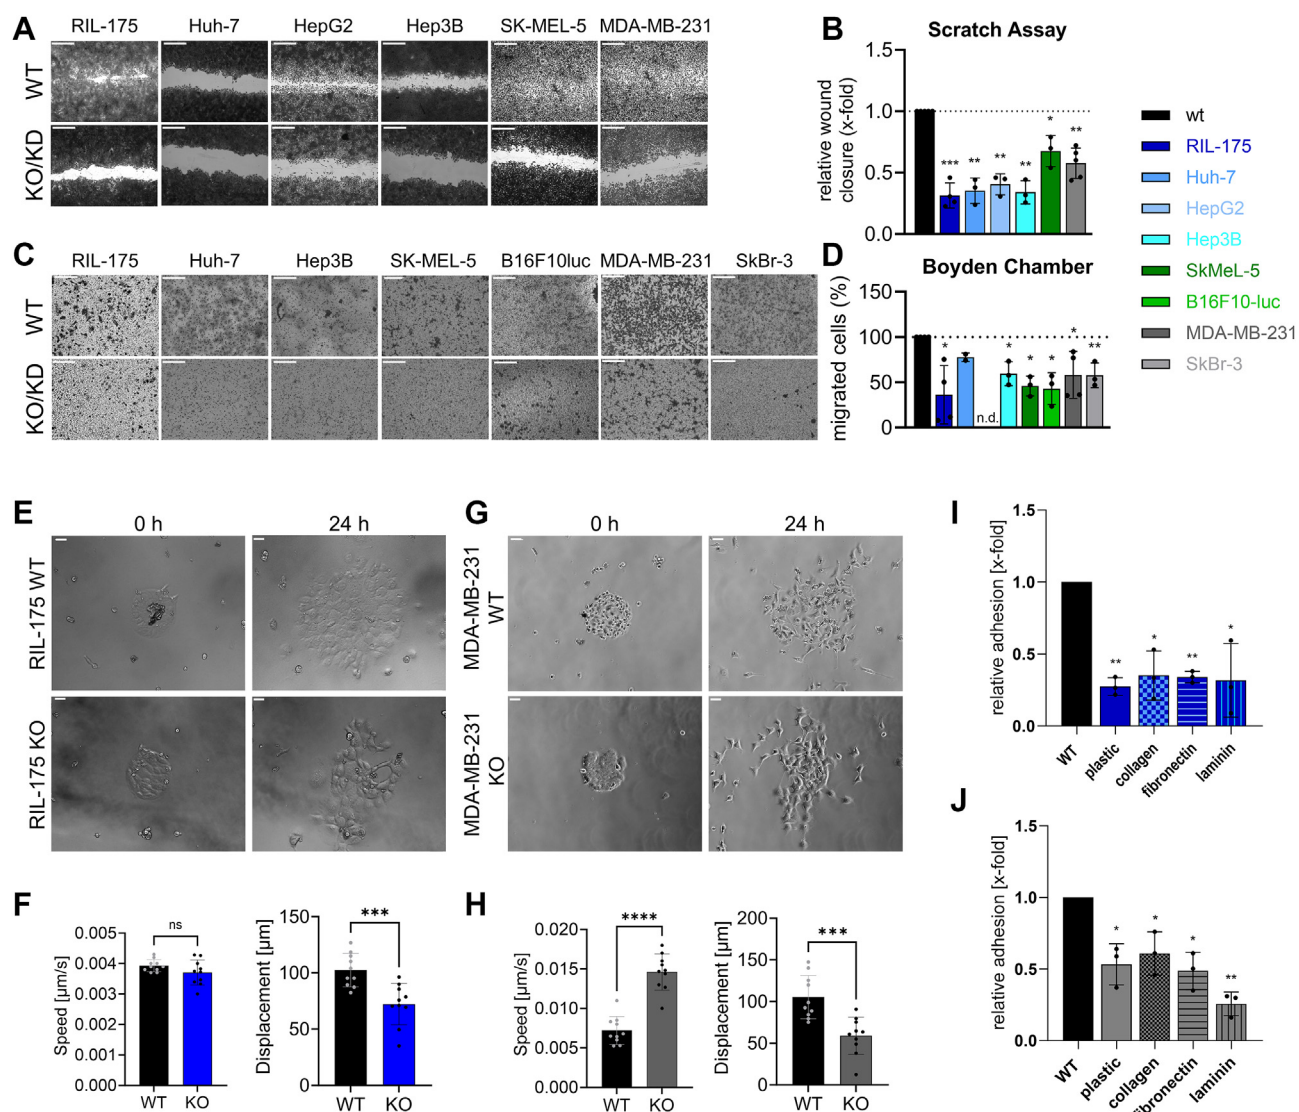 A
RIL-175 Huh-7 HepG2 Hep3B SK-MEL-5 MDA-MB-231
WT
KO/KD
B
Scratch Assay
relative wound
closure (x-fold)
1.5
1.0
0.5
0.0
*** ** ** ** * **
wt
RIL-175
Huh-7
HepG2
Hep3B
SkMeL-5
B16F10-luc
MDA-MB-231
SkBr-3
C
RIL-175 Huh-7 Hep3B SK-MEL-5 B16F10luc MDA-MB-231 SkBr-3
WT
KO/KD
D
Boyden Chamber
migrated cells (%)
150
100
50
0
* n.d. * * * * **
E
0 h 24 h
RIL-175 WT
RIL-175 KO
G
0 h 24 h
MDA-MB-231
WT
MDA-MB-231
KO
I
relative adhesion [x-fold]
1.5
1.0
0.5
0.0
** * ** *
WT plastic collagen fibronectin laminin
F
Speed [µm/s]
0.005
0.004
0.003
0.002
0.001
0.000
ns
WT KO
Displacement [µm]
150
100
50
0
***
WT KO
H
Speed [µm/s]
0.020
0.015
0.010
0.005
0.000
****
WT KO
Displacement [µm]
200
150
100
50
0
***
WT KO
J
relative adhesion [x-fold]
1.5
1.0
0.5
0.0
* * * **
WT plastic collagen fibronectin laminin